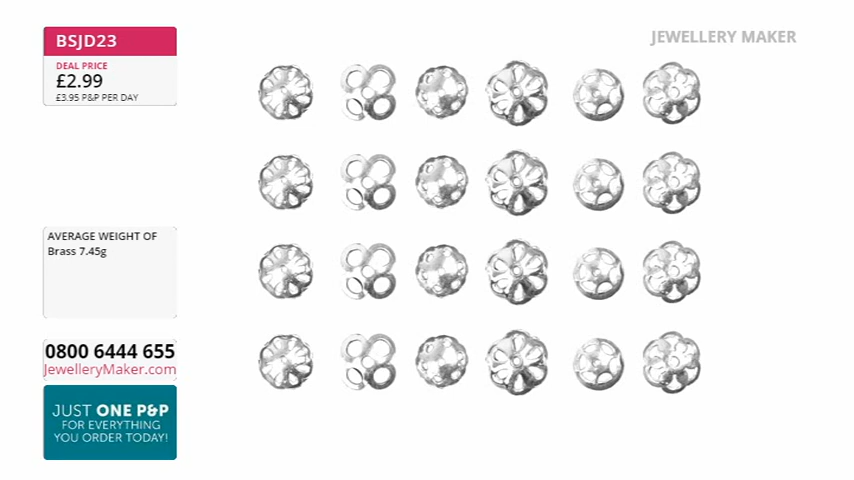 BSJD23
DEAL PRICE
£2.99
£3.95 P&P PER DAY
JEWELLERY MAKER
AVERAGE WEIGHT OF
Brass 7.45g
0800 6444 655
JewelleryMaker.com
JUST ONE P&P
FOR EVERYTHING
YOU ORDER TODAY!